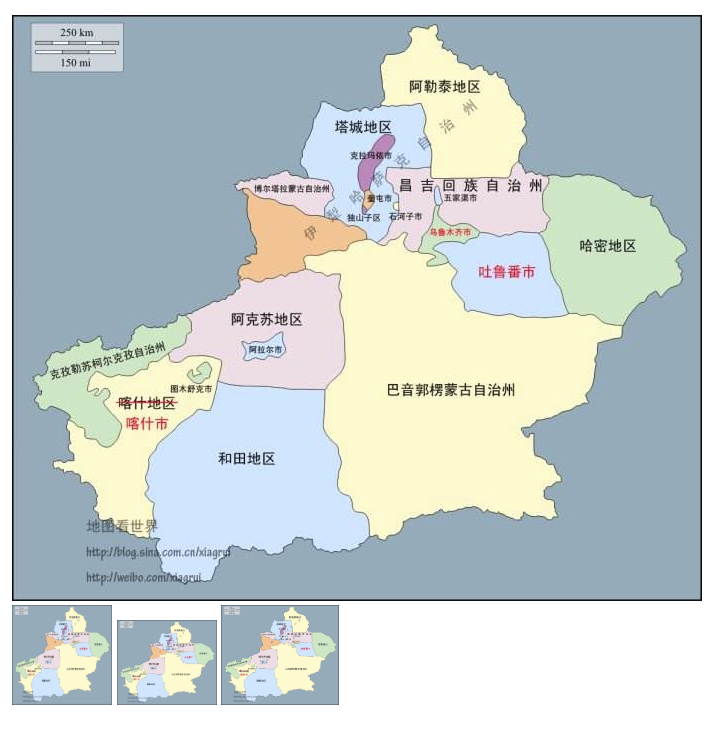 250 km
150 mi
阿勒泰地区
塔城地区
克拉玛依市
博尔塔拉蒙古自治州
奎屯市
独山子区
石河子市
昌吉回族自治州
五家渠市
乌鲁木齐市
伊犁哈萨克自治州
吐鲁番市
哈密地区
阿克苏地区
阿拉尔市
克孜勒苏柯尔克孜自治州
图木舒克市
喀什地区
喀什市
巴音郭楞蒙古自治州
和田地区
地图看世界
http://blog.sina.com.cn/xiagrui
http://weibo.com/xiagrui